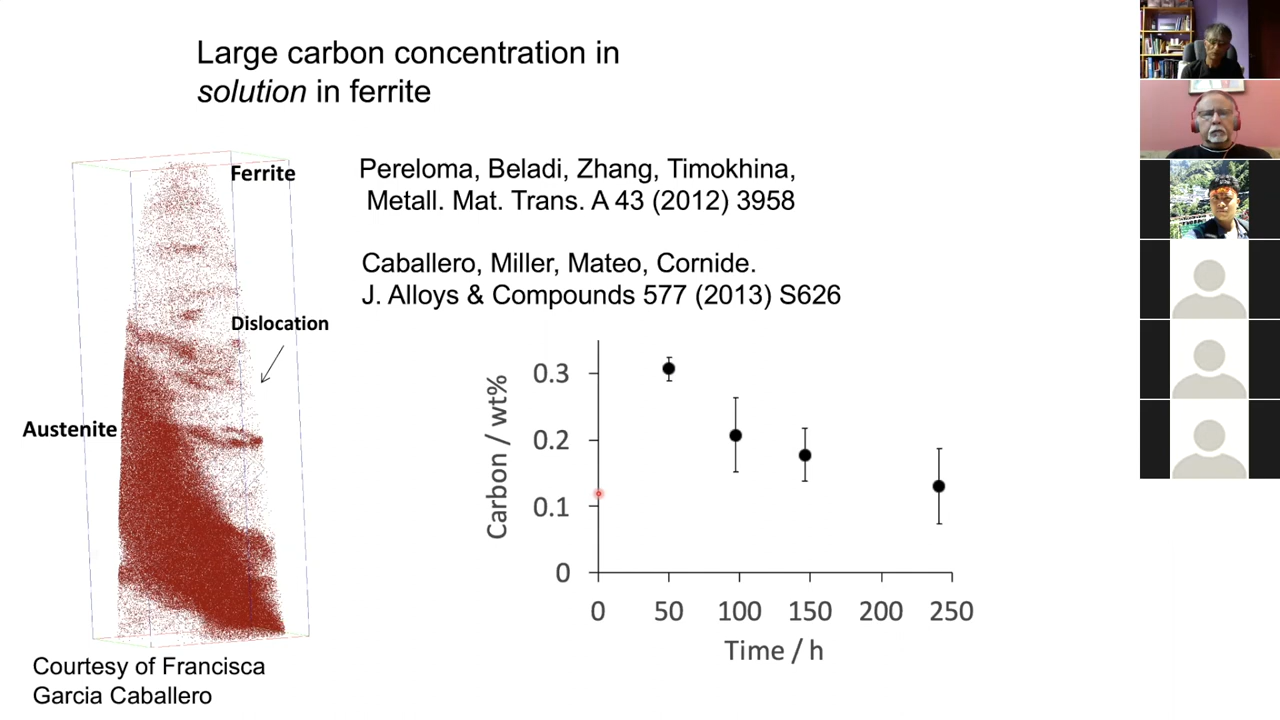 Large carbon concentration in
solution in ferrite
Ferrite
Dislocation
Austenite
Courtesy of Francisca
Garcia Caballero
Pereloma, Beladi, Zhang, Timokhina,
Metall. Mat. Trans. A 43 (2012) 3958
Caballero, Miller, Mateo, Cornide.
J. Alloys & Compounds 577 (2013) S626
Carbon / wt%
0.3
0.2
0.1
0
0 50 100 150 200 250
Time / h